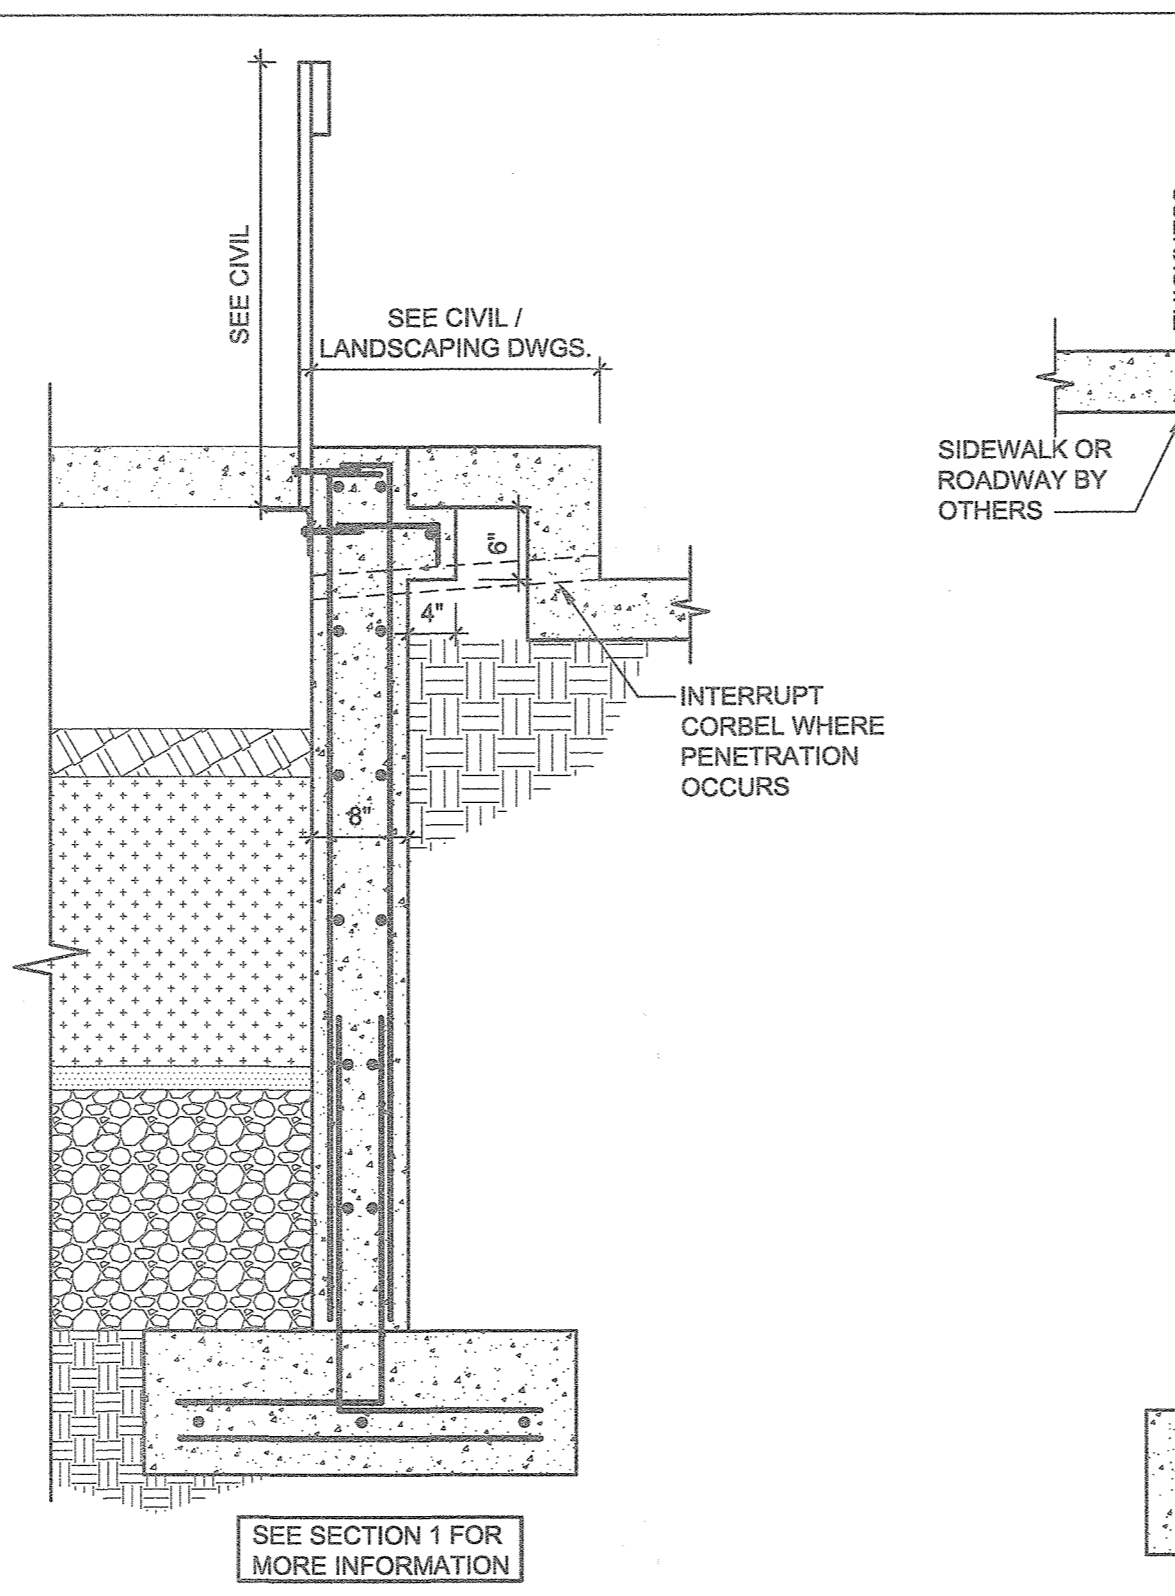 SEE CIVIL
SEE CIVIL /
LANDSCAPING DWGS.
6"
4"
8"
INTERRUPT
CORBEL WHERE
PENETRATION
OCCURS
SIDEWALK OR
ROADWAY BY
OTHERS
SEE SECTION 1 FOR
MORE INFORMATION